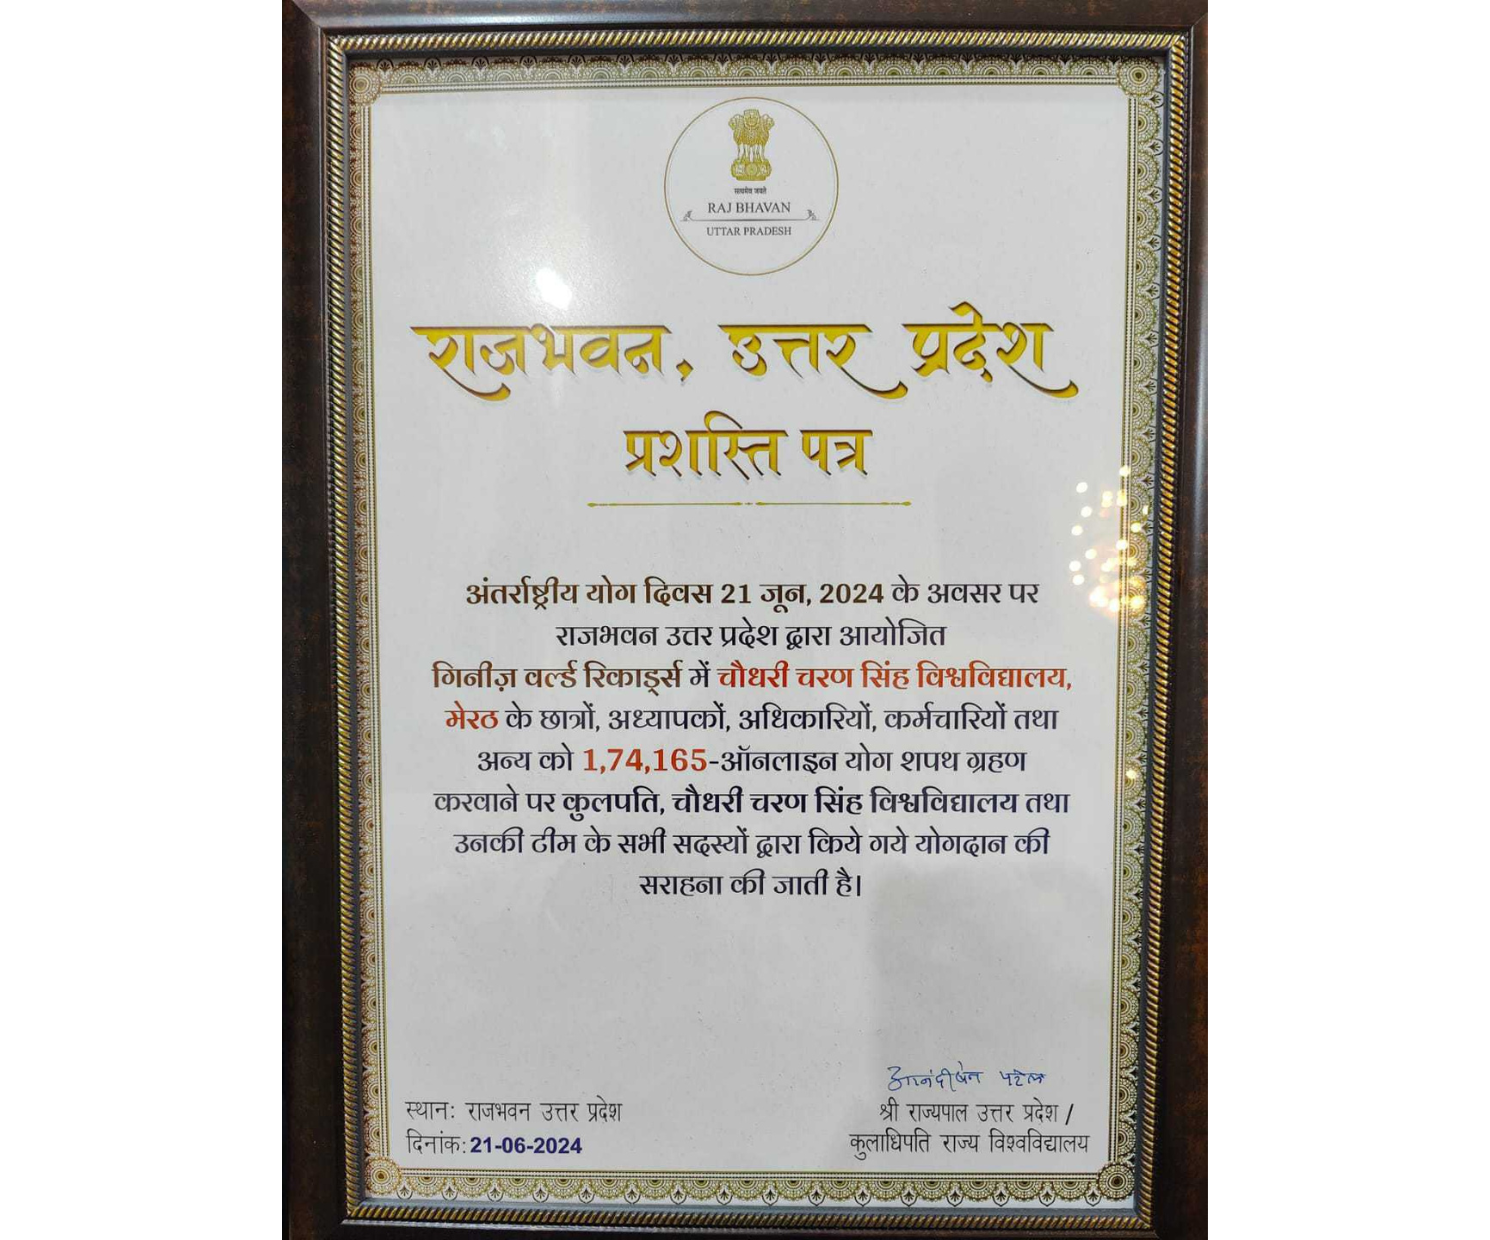 सत्यमेव जयते
RAJ BHAVAN
UTTAR PRADESH
राजभवन, उत्तर प्रदेश
प्रशस्ति पत्र
अंतर्राष्ट्रीय योग दिवस 21 जून, 2024 के अवसर पर
राजभवन उत्तर प्रदेश द्वारा आयोजित
गिनीज़ वर्ल्ड रिकार्ड्स में चौधरी चरण सिंह विश्वविद्यालय,
मेरठ के छात्रों, अध्यापकों, अधिकारियों, कर्मचारियों तथा
अन्य को 1,74,165-ऑनलाइन योग शपथ ग्रहण
करवाने पर कुलपति, चौधरी चरण सिंह विश्वविद्यालय तथा
उनकी टीम के सभी सदस्यों द्वारा किये गये योगदान की
सराहना की जाती है।
आनंदीबेन पटेल
स्थान: राजभवन उत्तर प्रदेश
दिनांक: 21-06-2024
श्री राज्यपाल उत्तर प्रदेश /
कुलाधिपति राज्य विश्वविद्यालय